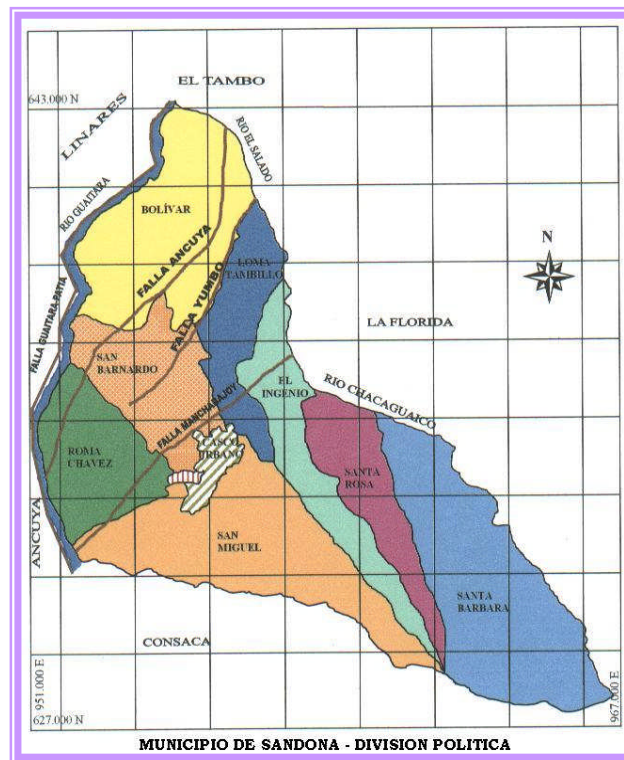 EL TAMBO
643.000 N
LINARES
RIO EL SALADO
RIO GUAITARA
BOLÍVAR
N
FALLA ANCUYA
FALLA YUMBO
LOMA
TAMBILLO
FALLA GUAITARA-PATIA
LA FLORIDA
SAN
BARNARDO
EL
INGENIO
RIO CHACAGUAICO
FALLA MANCHABAJOY
CASCO
URBANO
ROMA
CHAVEZ
SANTA
ROSA
ANCUYA
SAN
MIGUEL
SANTA
BARBARA
CONSACA
951.000 E
967.000 E
627.000 N
MUNICIPIO DE SANDONA - DIVISION POLITICA